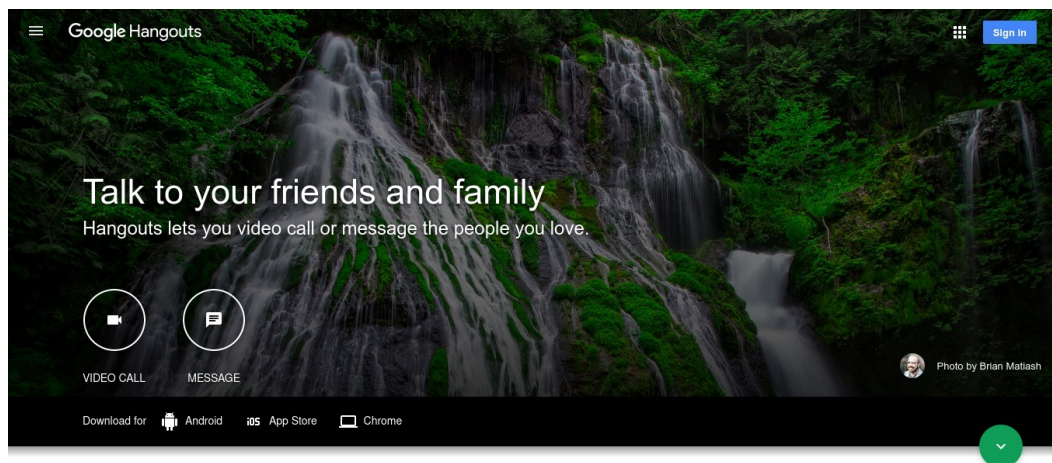 Google Hangouts
Sign in
Talk to your friends and family
Hangouts lets you video call or message the people you love.
VIDEO CALL MESSAGE
Photo by Brian Matiash
Download for Android iOS App Store Chrome